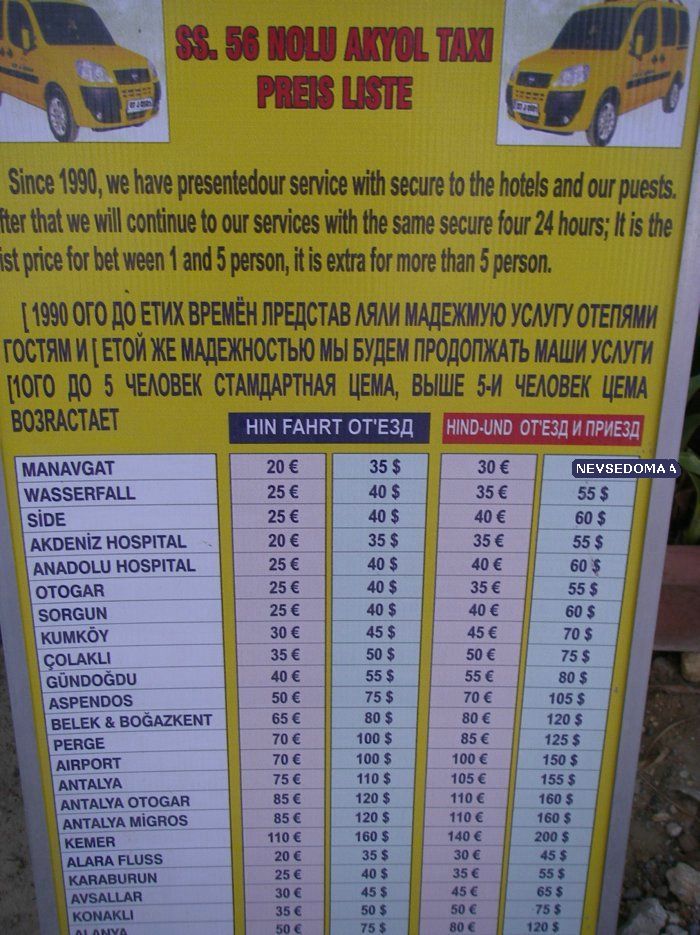 SS. 56 NOLU AKYOL TAXI
PREIS LISTE
Since 1990, we have presentedour service with secure to the hotels and our puests.
fter that we will continue to our services with the same secure four 24 hours; It is the
ist price for bet ween 1 and 5 person, it is extra for more than 5 person.
[ 1990 ОГО ДО ЕТИХ ВРЕМЁН ПРЕДСТАВ ЛЯЛИ МАДЕЖМУЮ УСЛУГУ ОТЕПЯМИ
ГОСТЯМ И [ ЕТОЙ ЖЕ МАДЕЖНОСТЬЮ МЫ БУДЕМ ПРОДОПЖАТЬ МАШИ УСЛУГИ
[1ОГО ДО 5 ЧЕЛОВЕК СТАМДАРТНАЯ ЦЕМА, ВЫШЕ 5-И ЧЕЛОВЕК ЦЕМА
ВОЗRАСТАЕТ
HIN FAHRT ОТ'ЕЗД HIND-UND ОТ'ЕЗД И ПРИЕЗД
MANAVGAT 20 € 35 $ 30 € NEVSEDOMA
WASSERFALL 25 € 40 $ 35 € 55 $
SİDE 25 € 40 $ 40 € 60 $
AKDENİZ HOSPITAL 20 € 35 $ 35 € 55 $
ANADOLU HOSPITAL 25 € 40 $ 40 € 60 $
OTOGAR 25 € 40 $ 35 € 55 $
SORGUN 25 € 40 $ 40 € 60 $
KUMKÖY 30 € 45 $ 45 € 70 $
ÇOLAKLI 35 € 50 $ 50 € 75 $
GÜNDOĞDU 40 € 55 $ 55 € 80 $
ASPENDOS 50 € 75 $ 70 € 105 $
BELEK & BOĞAZKENT 65 € 80 $ 80 € 120 $
PERGE 70 € 100 $ 85 € 125 $
AIRPORT 70 € 100 $ 100 € 150 $
ANTALYA 75 € 110 $ 105 € 155 $
ANTALYA OTOGAR 85 € 120 $ 110 € 160 $
ANTALYA MİGROS 85 € 120 $ 110 € 160 $
KEMER 110 € 160 $ 140 € 200 $
ALARA FLUSS 20 € 35 $ 30 € 45 $
KARABURUN 25 € 40 $ 35 € 55 $
AVSALLAR 30 € 45 $ 45 € 65 $
KONAKLI 35 € 50 $ 50 € 75 $
ALANYA 50 € 75 $ 80 € 120 $